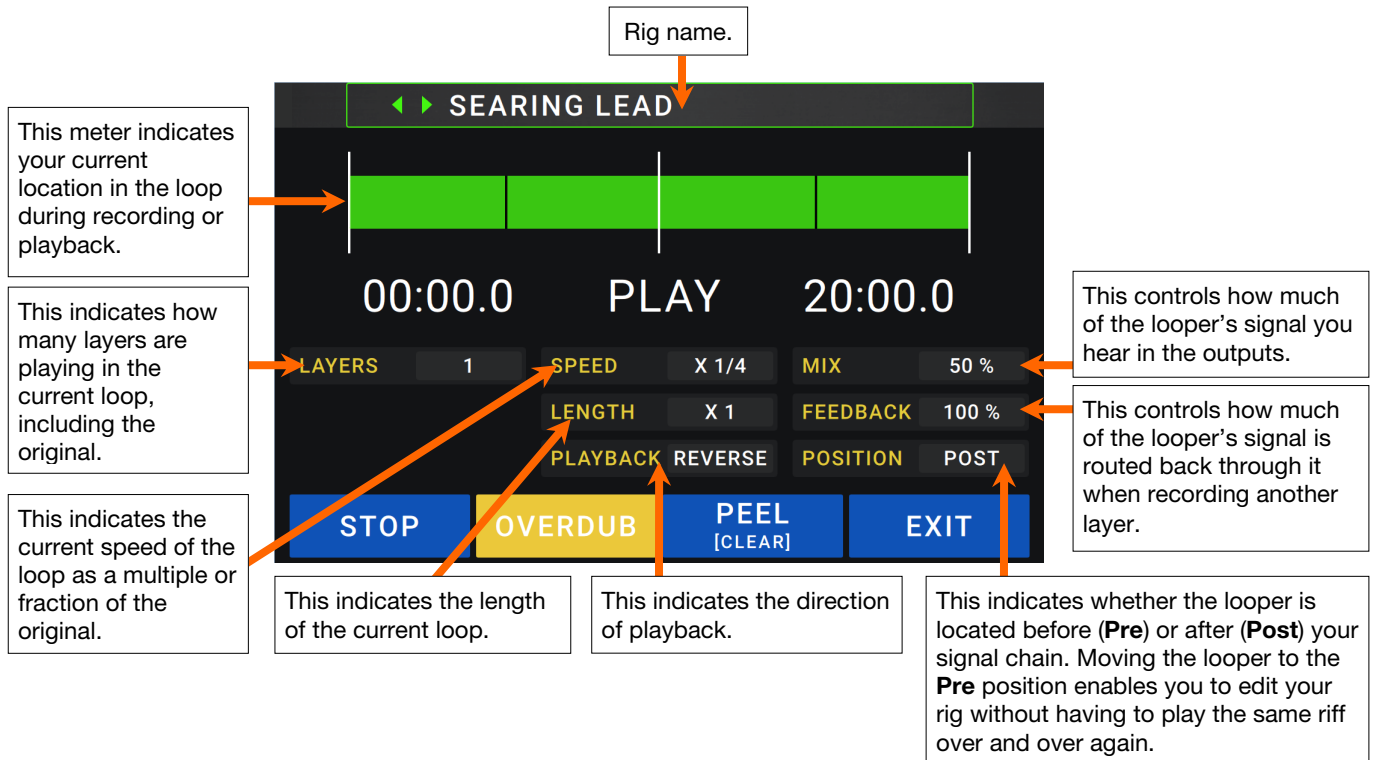 Rig name.
SEARING LEAD
This meter indicates
your current
location in the loop
during recording or
playback.
00:00.0 PLAY 20:00.0
This indicates how
many layers are
playing in the
current loop,
including the
original.
LAYERS 1 SPEED X 1/4 MIX 50 %
LENGTH X 1 FEEDBACK 100 %
PLAYBACK REVERSE POSITION POST
This controls how much
of the looper’s signal you
hear in the outputs.
This controls how much
of the looper’s signal is
routed back through it
when recording another
layer.
STOP OVERDUB PEEL EXIT
[CLEAR]
This indicates the
current speed of the
loop as a multiple or
fraction of the
original.
This indicates the length
of the current loop.
This indicates the direction
of playback.
This indicates whether the looper is
located before (Pre) or after (Post) your
signal chain. Moving the looper to the
Pre position enables you to edit your
rig without having to play the same riff
over and over again.